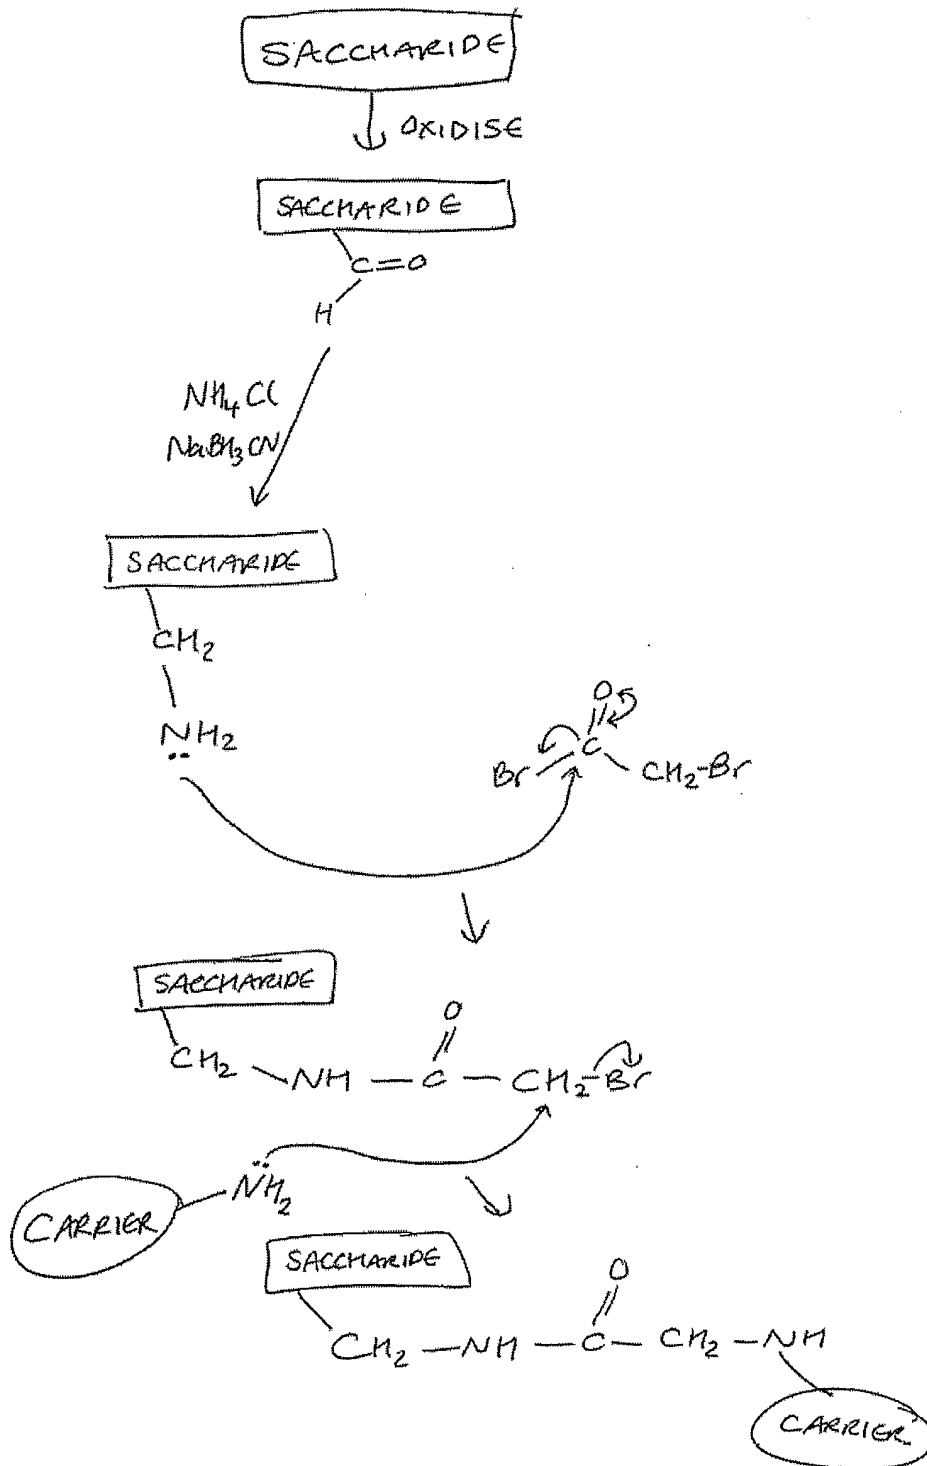 SACCHARIDE
OXIDISE
SACCHARIDE
C=O
H
NH4Cl
NaBH3CN
SACCHARIDE
CH2
NH2
O
Br C CH2-Br
SACCHARIDE
O
CH2 NH — C — CH2-Br
CARRIER NH2
SACCHARIDE
O
CH2 — NH — C — CH2 — NH
CARRIER